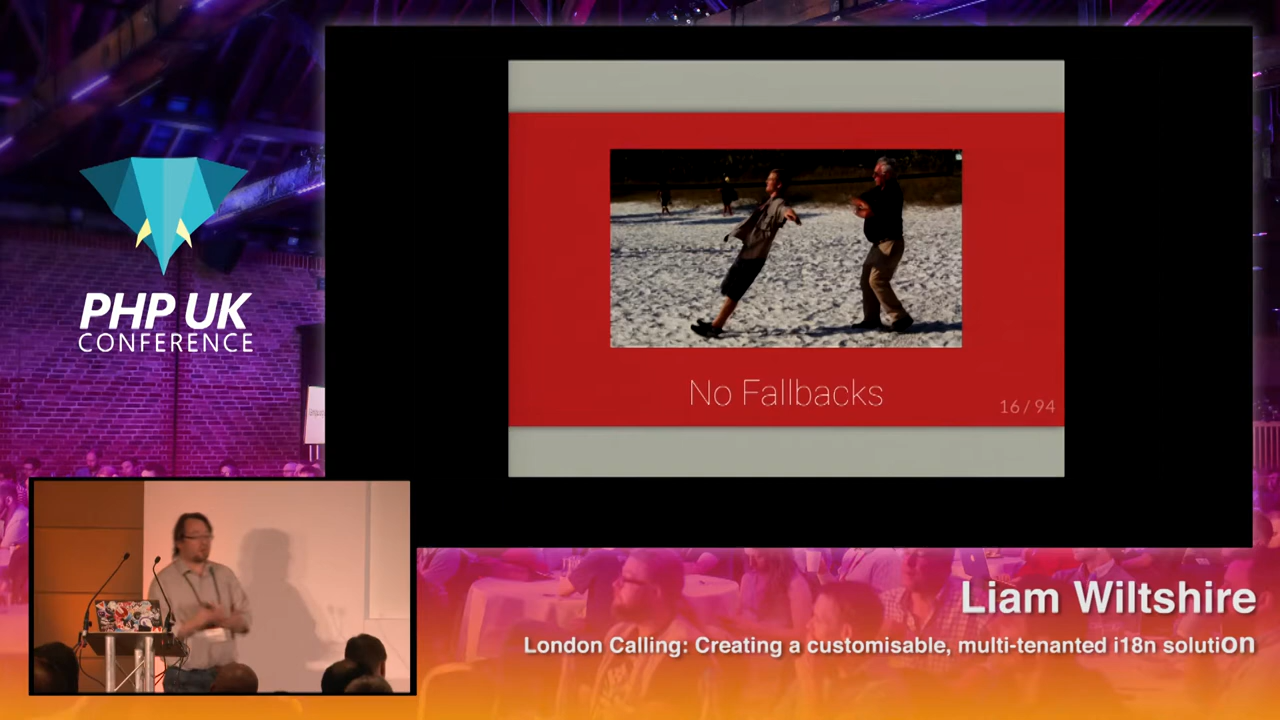 PHP UK
CONFERENCE
No Fallbacks
16 / 94
Liam Wiltshire
London Calling: Creating a customisable, multi-tenanted i18n solution